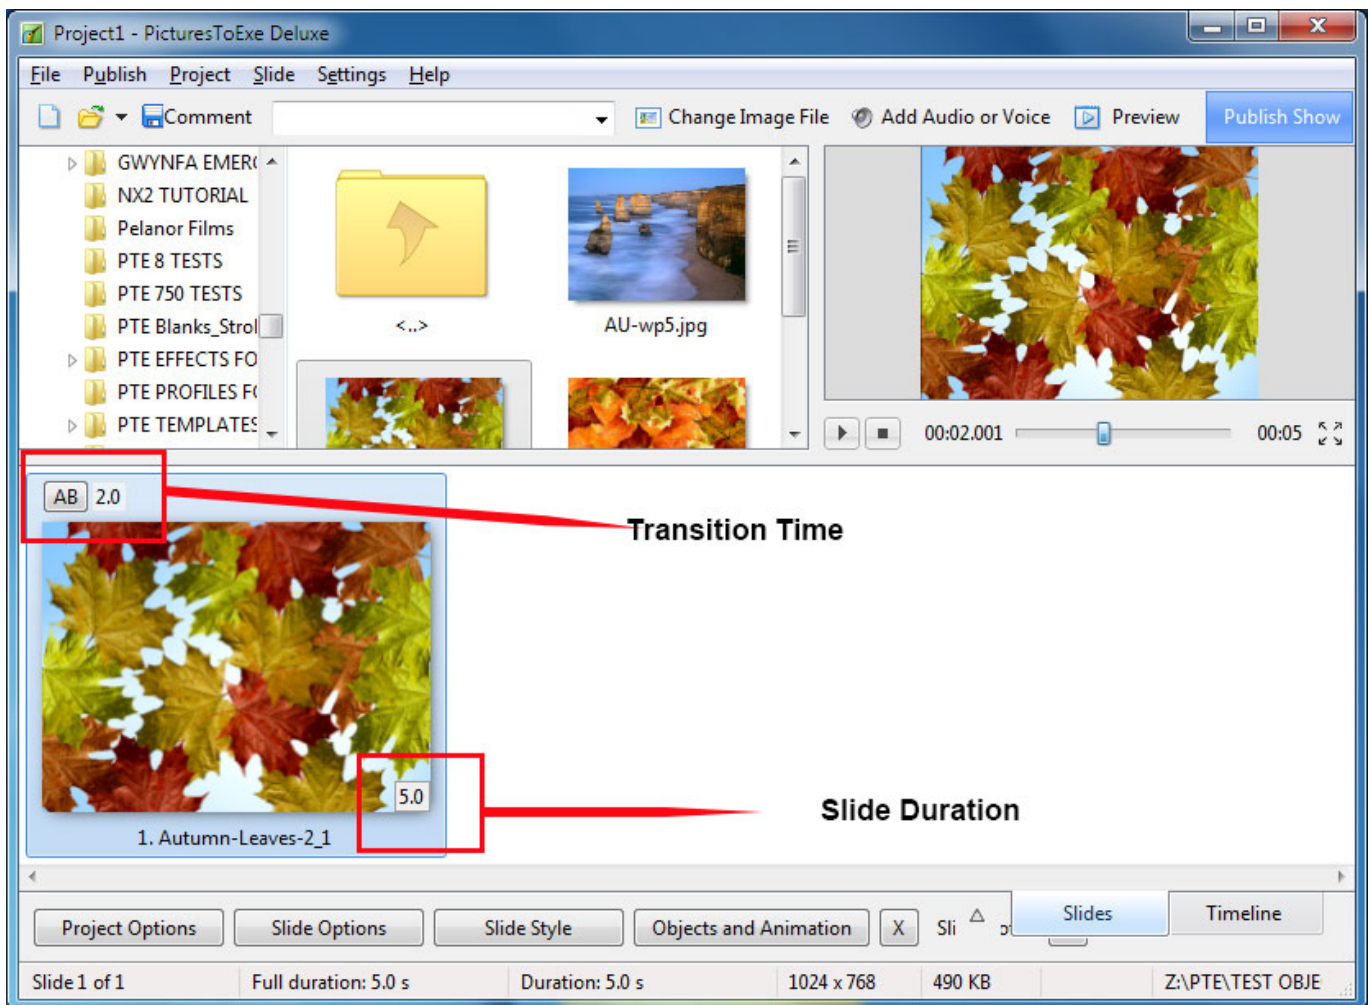 Project1 - PicturesToExe Deluxe
File Publish Project Slide Settings Help
Comment Change Image File Add Audio or Voice Preview Publish Show
GWYNFA EMER
NX2 TUTORIAL
Pelanor Films
PTE 8 TESTS
PTE 750 TESTS
PTE Blanks_Strol
PTE EFFECTS FO
PTE PROFILES F
PTE TEMPLATES
<..>
AU-wp5.jpg
00:02.001 00:05
AB 2.0
Transition Time
5.0
Slide Duration
1. Autumn-Leaves-2_1
Project Options Slide Options Slide Style Objects and Animation X Sli Slides Timeline
Slide 1 of 1 Full duration: 5.0 s Duration: 5.0 s 1024 x 768 490 KB Z:\PTE\TEST OBJE